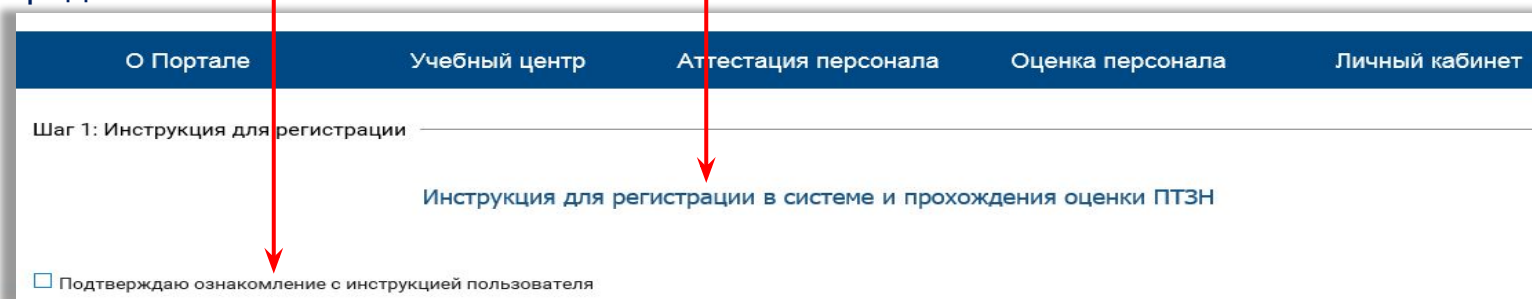 О Портале Учебный центр Аттестация персонала Оценка персонала Личный кабинет
Шаг 1: Инструкция для регистрации
Инструкция для регистрации в системе и прохождения оценки ПТЗН
Подтверждаю ознакомление с инструкцией пользователя